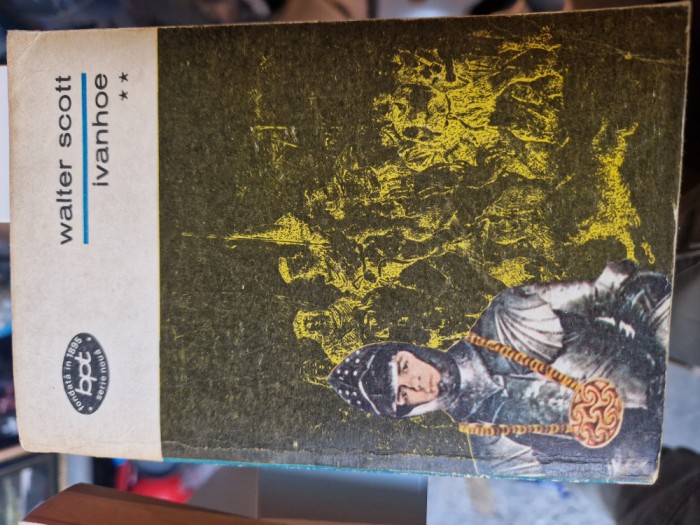 fondată în 1895
bpt
serie nouă
walter scott
ivanhoe
**